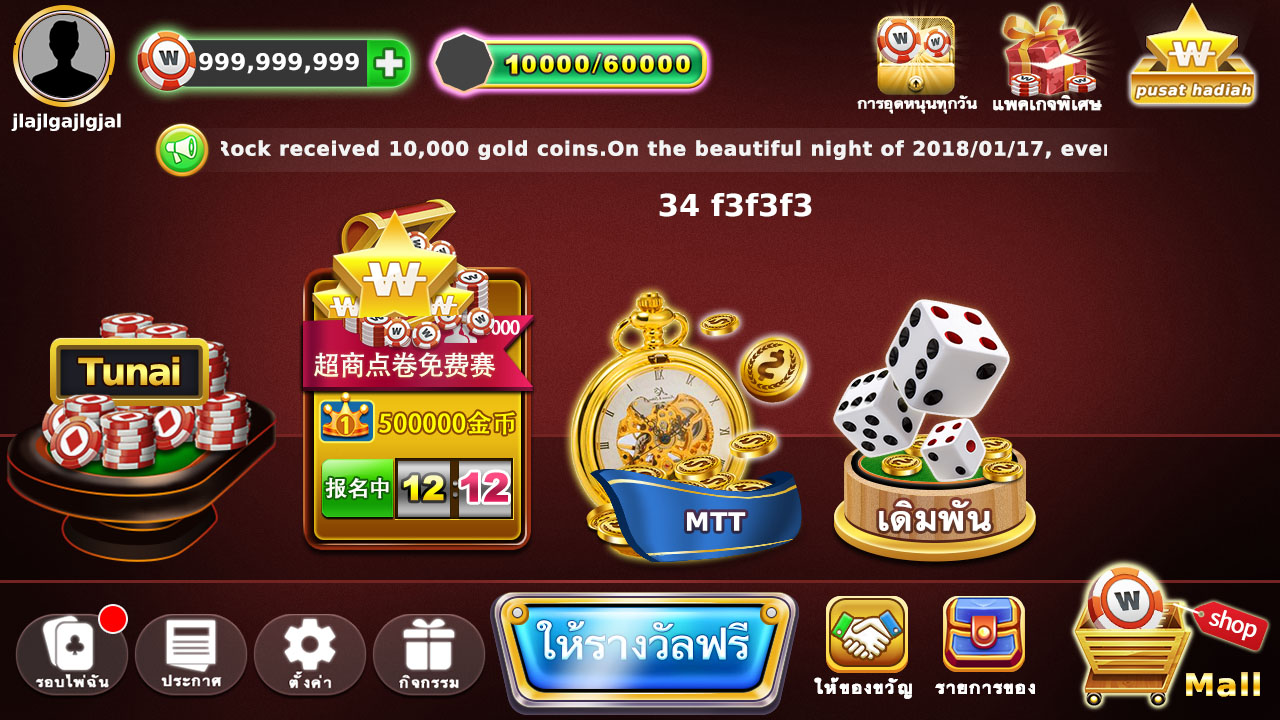 W 999,999,999
10000/60000
jlajlgajlgjal
การอุดหนุนทุกวัน
แพคเกจพิเศษ
pusat hadiah
Rock received 10,000 gold coins.On the beautiful night of 2018/01/17, ever
34 f3f3f3
Tunai
000
超商点卷免费赛
1 500000金币
报名中 12:12
MTT
เดิมพัน
รอบไพ่ฉัน
ประกาศ
ตั้งค่า
กิจกรรม
ให้รางวัลฟรี
ให้ของขวัญ
รายการของ
W
shop
Mall